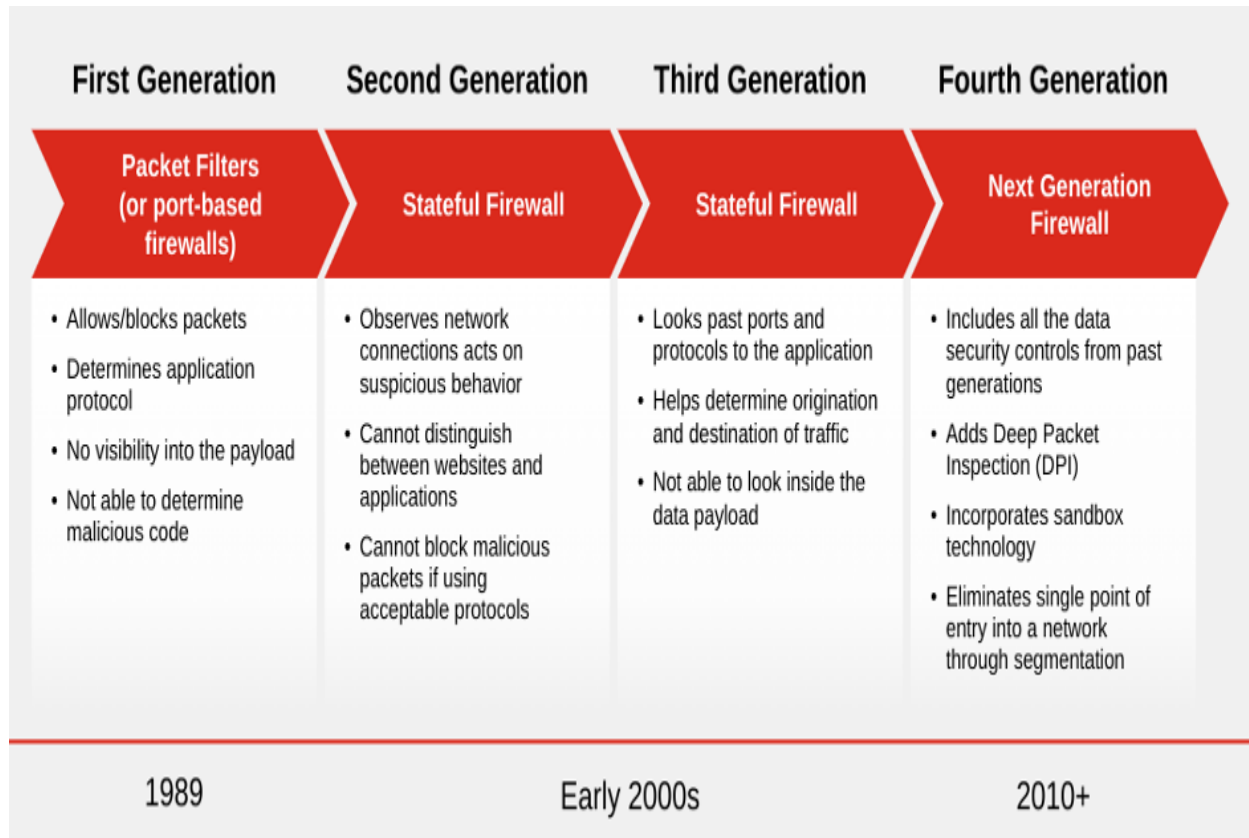 First Generation
Second Generation
Third Generation
Fourth Generation
Packet Filters
(or port-based
firewalls)
Stateful Firewall
Stateful Firewall
Next Generation
Firewall
• Allows/blocks packets
• Determines application
protocol
• No visibility into the payload
• Not able to determine
malicious code
• Observes network
connections acts on
suspicious behavior
• Cannot distinguish
between websites and
applications
• Cannot block malicious
packets if using
acceptable protocols
• Looks past ports and
protocols to the application
• Helps determine origination
and destination of traffic
• Not able to look inside the
data payload
• Includes all the data
security controls from past
generations
• Adds Deep Packet
Inspection (DPI)
• Incorporates sandbox
technology
• Eliminates single point of
entry into a network
through segmentation
1989
Early 2000s
2010+